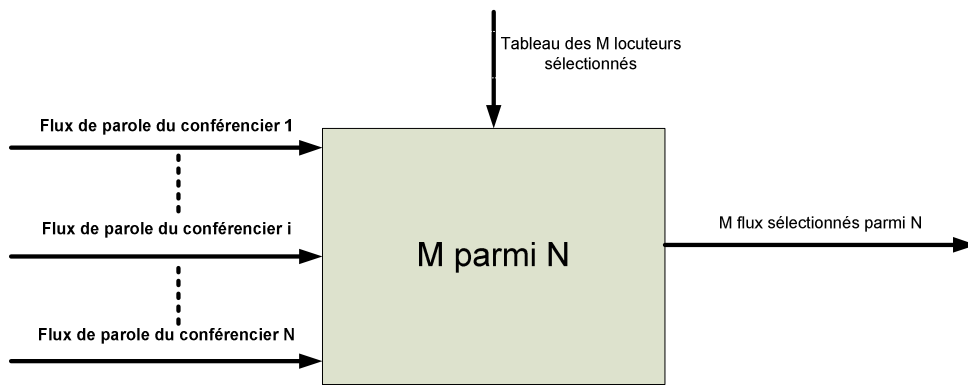 Tableau des M locuteurs
sélectionnés
Flux de parole du conférencier 1
Flux de parole du conférencier i
M parmi N
M flux sélectionnés parmi N
Flux de parole du conférencier N